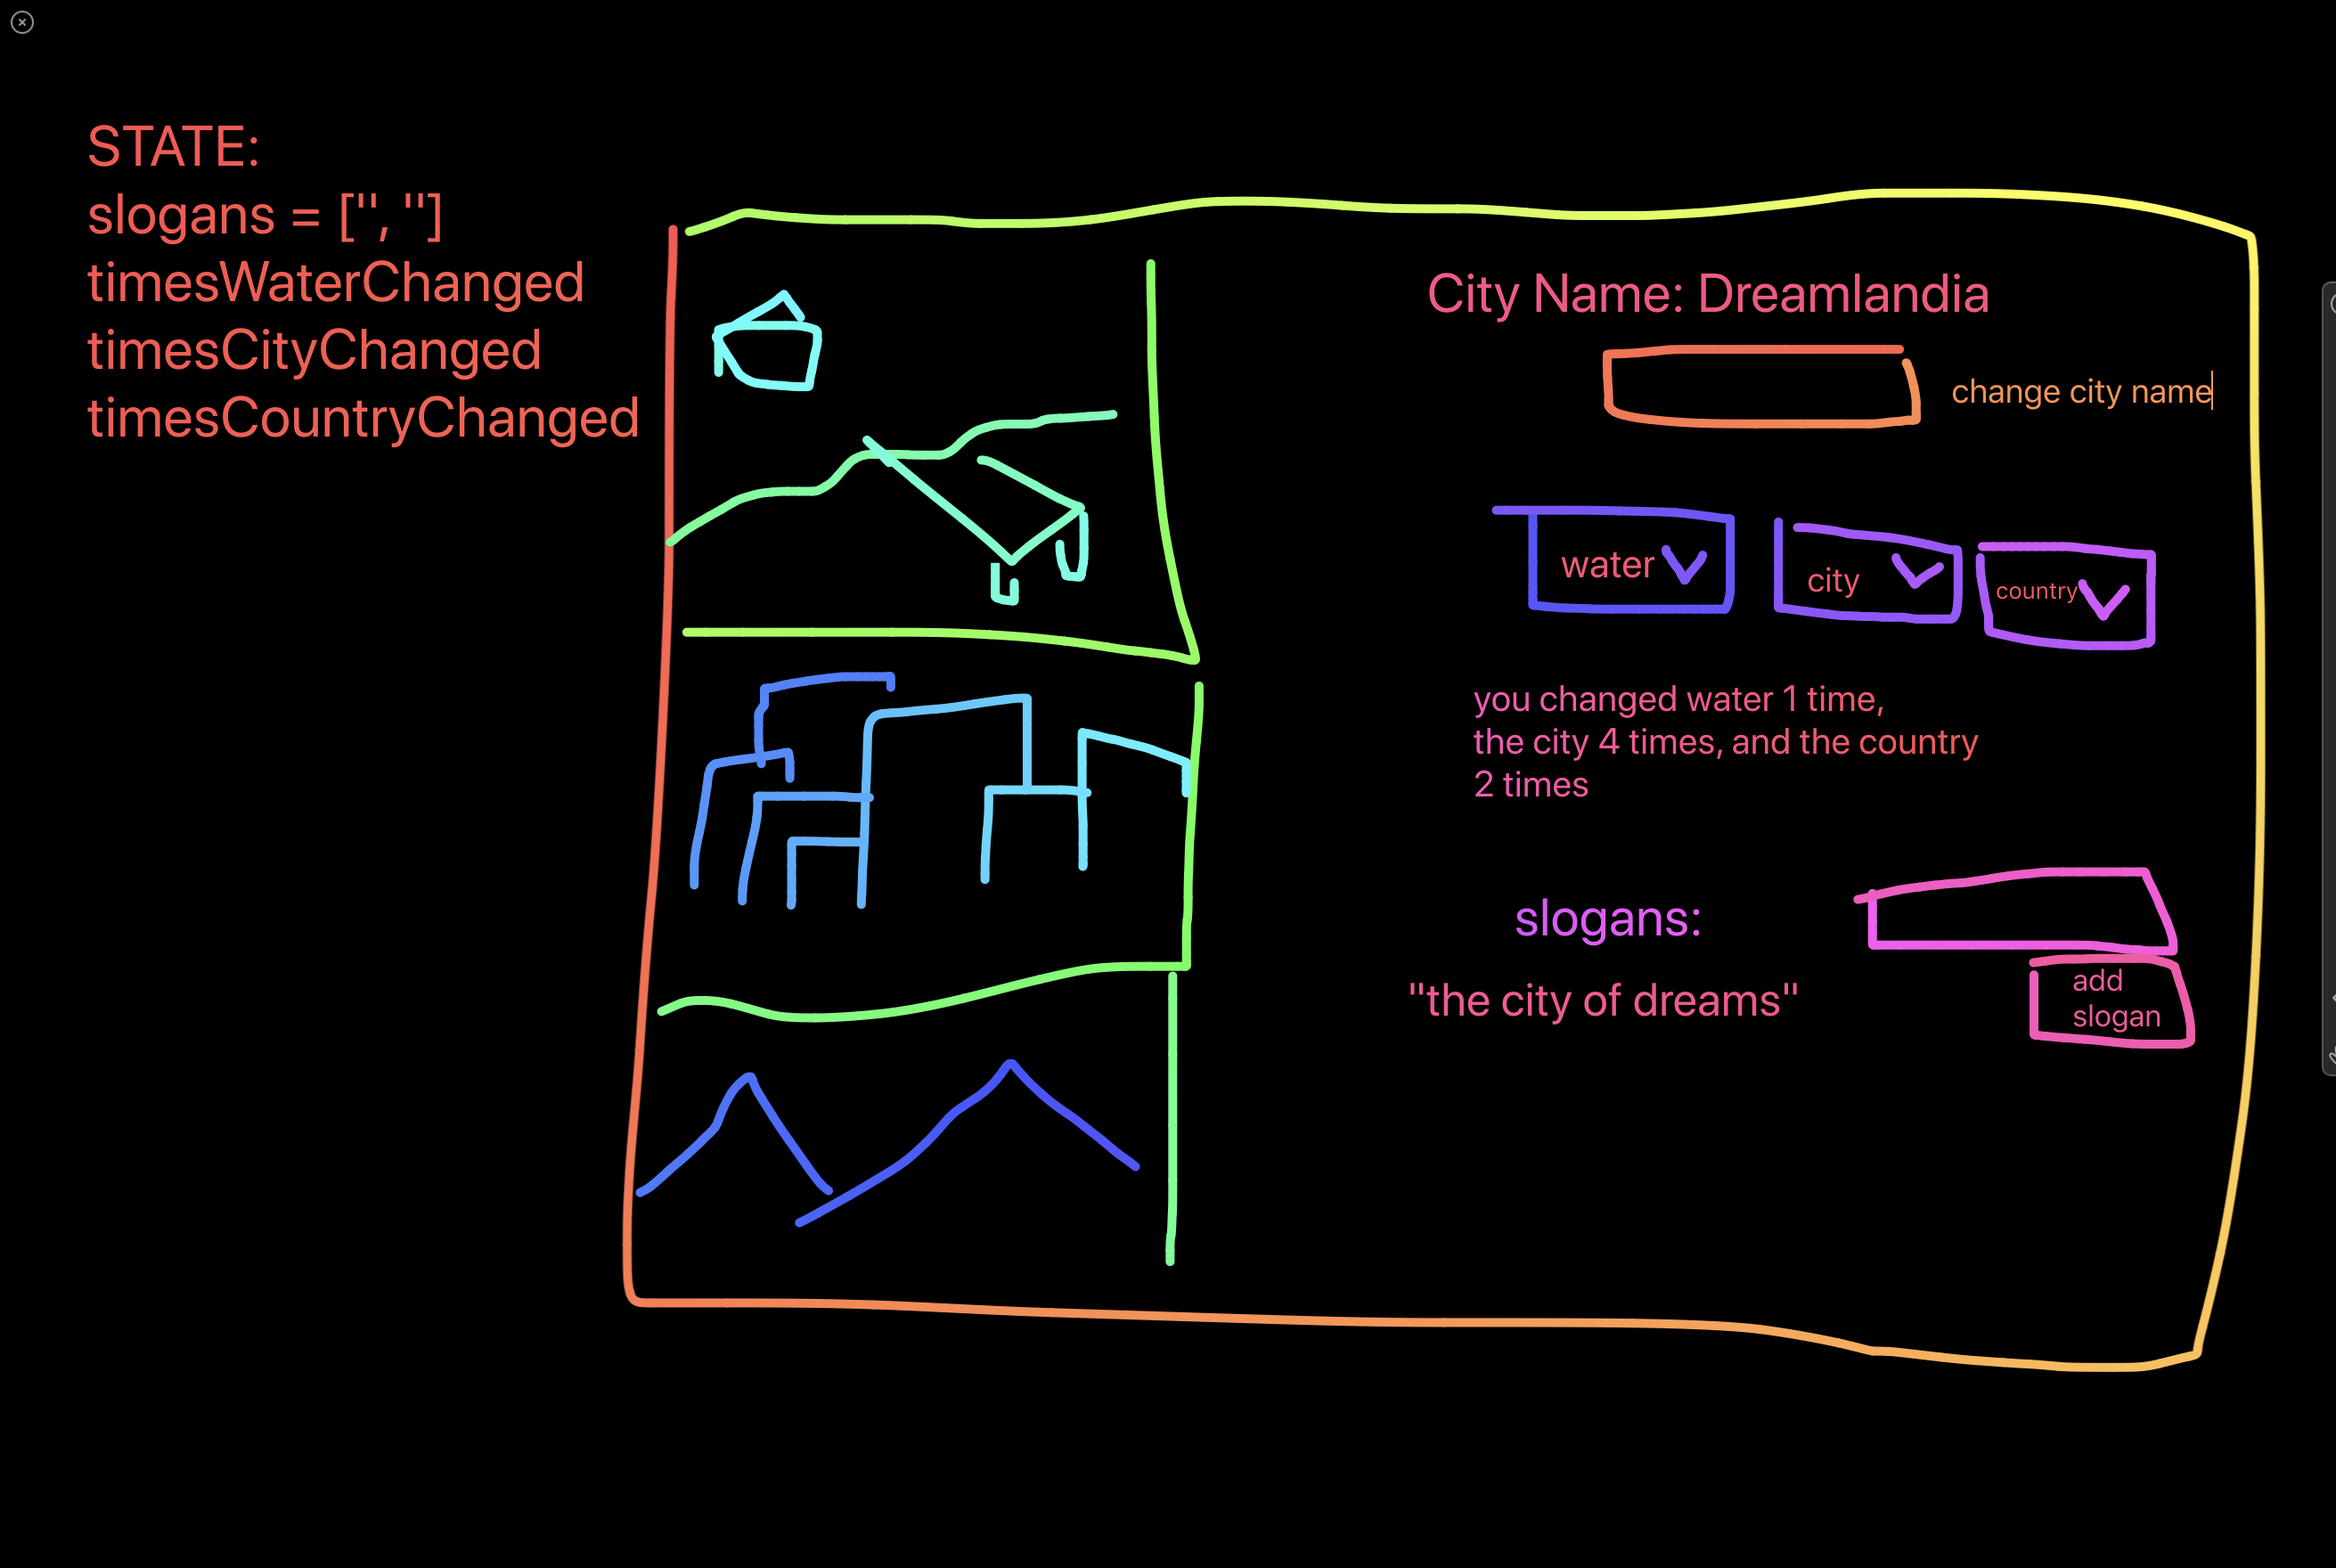 STATE:
slogans = ['', '']
timesWaterChanged
timesCityChanged
timesCountryChanged
City Name: Dreamlandia
change city name
water
city
country
you changed water 1 time,
the city 4 times, and the country
2 times
slogans:
"the city of dreams"
add
slogan